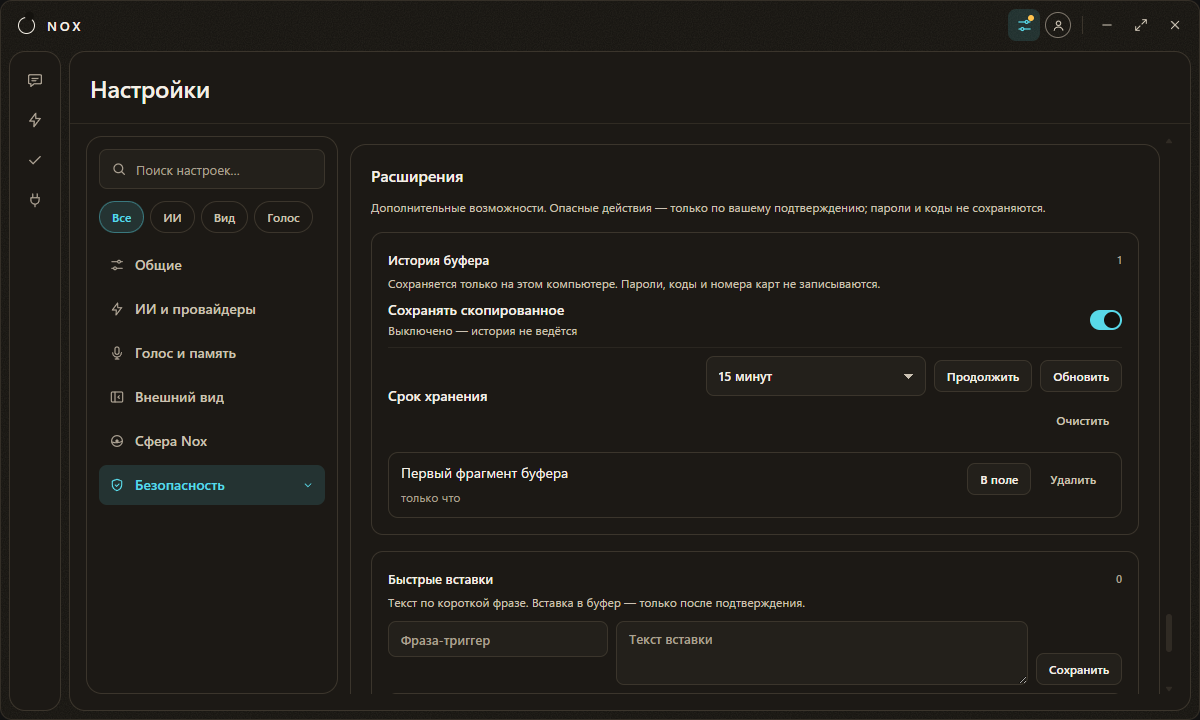 NOX
Настройки
Поиск настроек...
Все
ИИ
Вид
Голос
Общие
ИИ и провайдеры
Голос и память
Внешний вид
Сфера Nox
Безопасность
Расширения
Дополнительные возможности. Опасные действия — только по вашему подтверждению; пароли и коды не сохраняются.
История буфера
1
Сохраняется только на этом компьютере. Пароли, коды и номера карт не записываются.
Сохранять скопированное
Выключено — история не ведётся
Срок хранения
15 минут
Продолжить
Обновить
Очистить
Первый фрагмент буфера
только что
В поле
Удалить
Быстрые вставки
0
Текст по короткой фразе. Вставка в буфер — только после подтверждения.
Фраза-триггер
Текст вставки
Сохранить